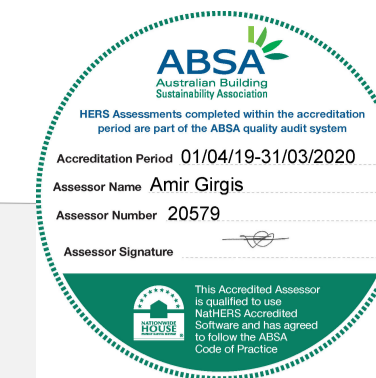 ABSA
Australian Building
Sustainability Association
HERS Assessments completed within the accreditation
period are part of the ABSA quality audit system
Accreditation Period 01/04/19-31/03/2020
Assessor Name Amir Girgis
Assessor Number 20579
Assessor Signature
This Accredited Assessor
is qualified to use
NatHERS Accredited
Software and has agreed
to follow the ABSA
Code of Practice
NATIONWIDE
HOUSE